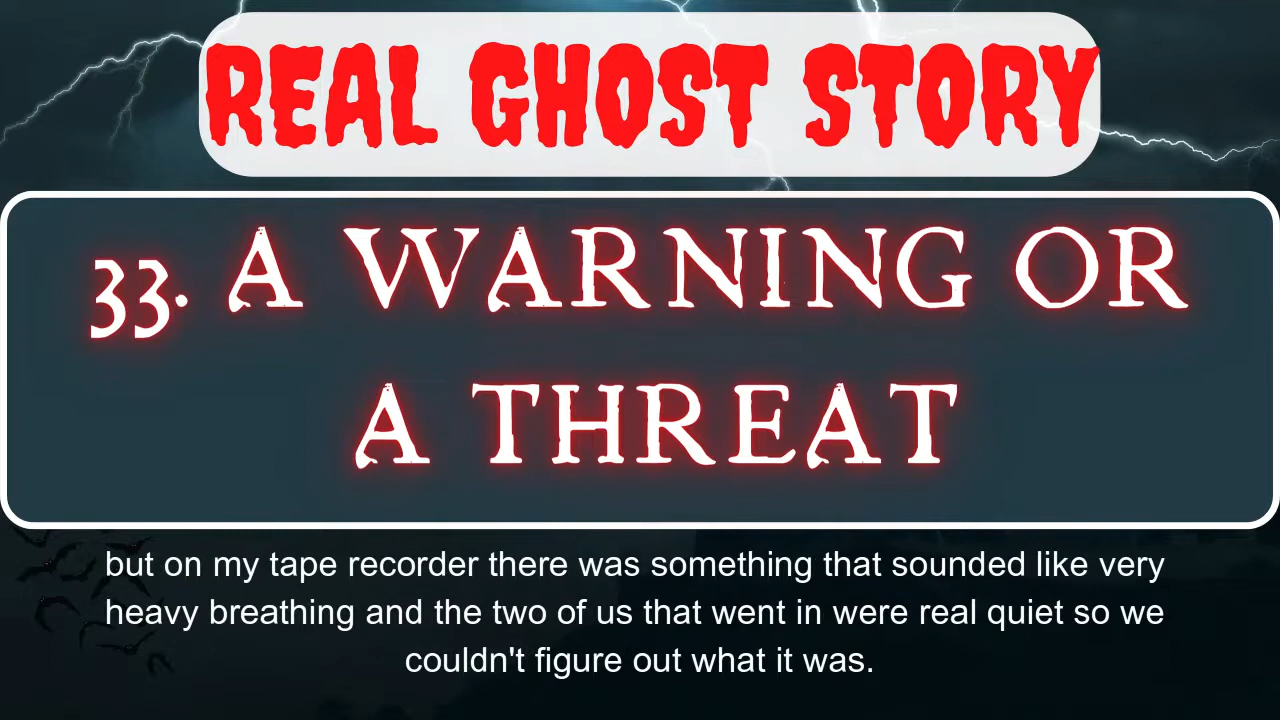 REAL GHOST STORY
33. A WARNING OR
A THREAT
but on my tape recorder there was something that sounded like very
heavy breathing and the two of us that went in were real quiet so we
couldn't figure out what it was.